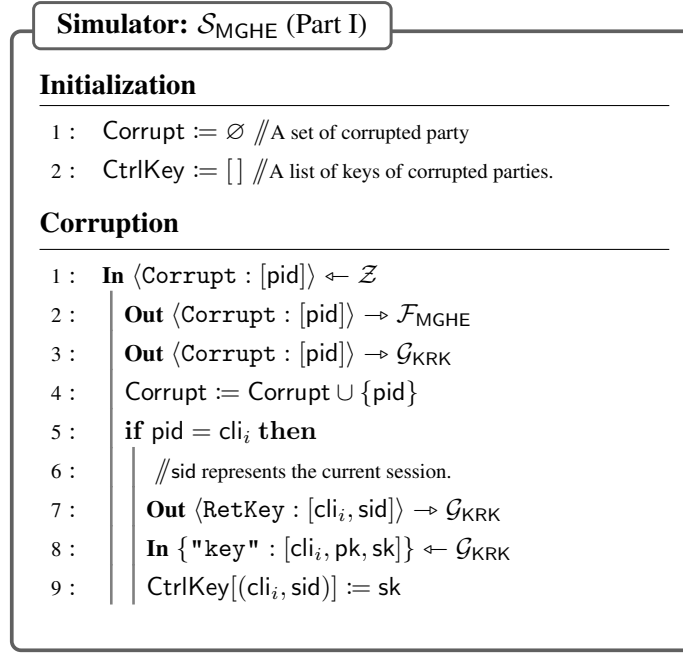 Simulator: 𝒮_MGHE (Part I)
Initialization
1 : Corrupt := ∅ //A set of corrupted party
2 : CtrlKey := [ ] //A list of keys of corrupted parties.
Corruption
1 : In ⟨Corrupt : [pid]⟩ ← 𝒵
2 : Out ⟨Corrupt : [pid]⟩ → ℱ_MGHE
3 : Out ⟨Corrupt : [pid]⟩ → 𝒢_KRK
4 : Corrupt := Corrupt ∪ {pid}
5 : if pid = cli_i then
6 : //sid represents the current session.
7 : Out ⟨RetKey : [cli_i, sid]⟩ → 𝒢_KRK
8 : In {"key" : [cli_i, pk, sk]} ← 𝒢_KRK
9 : CtrlKey[(cli_i, sid)] := sk